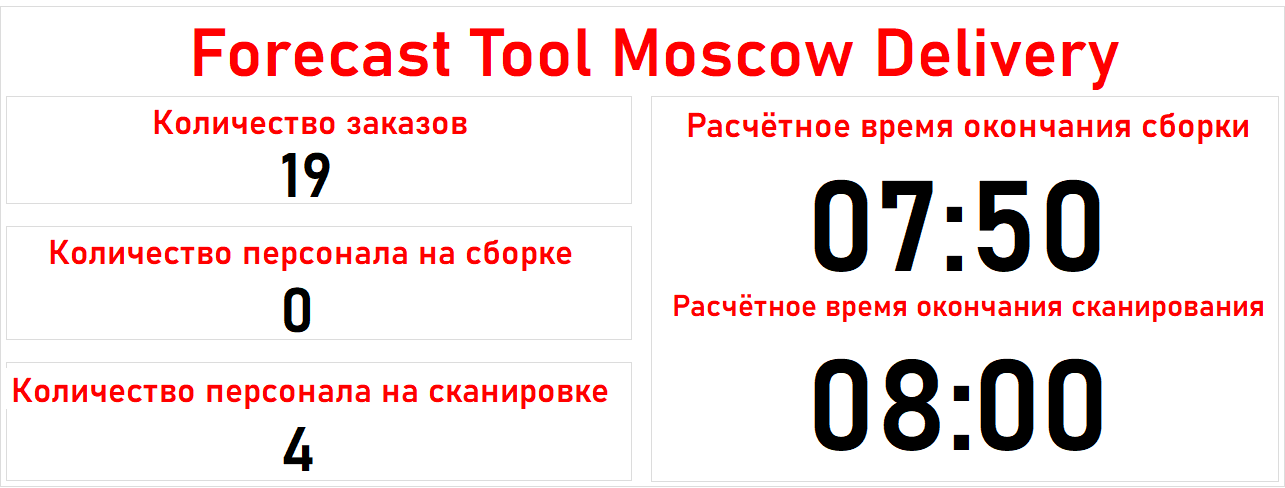 Forecast Tool Moscow Delivery
Количество заказов
19
Количество персонала на сборке
0
Количество персонала на сканировке
4
Расчётное время окончания сборки
07:50
Расчётное время окончания сканирования
08:00